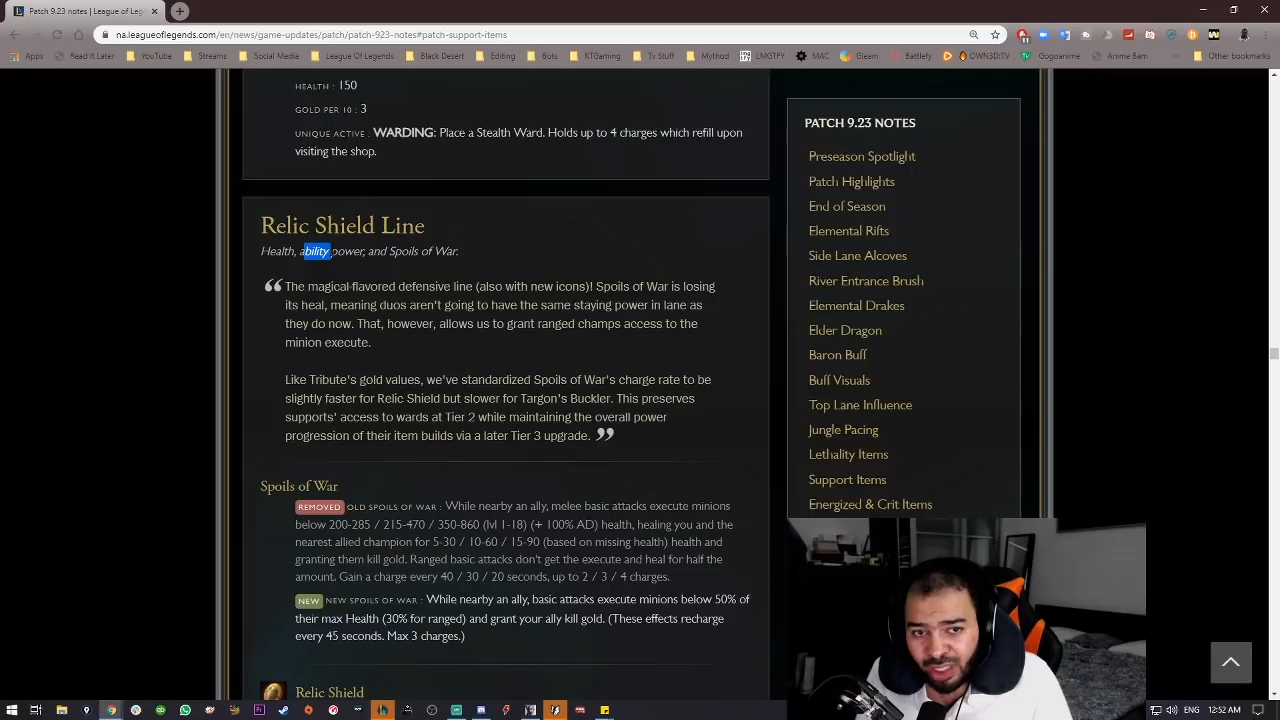 Patch 9.23 notes | League of Leg
na.leagueoflegends.com/en/news/game-updates/patch/patch-923-notes#patch-support-items
Apps
Read It Later
YouTube
Streams
Social Media
League Of Legends
Black Desert
Editing
Bots
KTGaming
Tv Stuff
Mythod
LMGTFY
MAC
Gleam
Battlefy
OWN3D TV
Gogoanime
Anime Bam
Other bookmarks
HEALTH : 150
GOLD PER 10 : 3
UNIQUE ACTIVE : WARDING: Place a Stealth Ward. Holds up to 4 charges which refill upon
visiting the shop.
Relic Shield Line
Health, ability power, and Spoils of War.
“ The magical-flavored defensive line (also with new icons)! Spoils of War is losing
its heal, meaning duos aren't going to have the same staying power in lane as
they do now. That, however, allows us to grant ranged champs access to the
minion execute.
Like Tribute's gold values, we've standardized Spoils of War's charge rate to be
slightly faster for Relic Shield but slower for Targon's Buckler. This preserves
supports' access to wards at Tier 2 while maintaining the overall power
progression of their item builds via a later Tier 3 upgrade. ”
Spoils of War
REMOVED OLD SPOILS OF WAR : While nearby an ally, melee basic attacks execute minions
below 200-285 / 215-470 / 350-860 (lvl 1-18) (+ 100% AD) health, healing you and the
nearest allied champion for 5-30 / 10-60 / 15-90 (based on missing health) health and
granting them kill gold. Ranged basic attacks don't get the execute and heal for half the
amount. Gain a charge every 40 / 30 / 20 seconds, up to 2 / 3 / 4 charges.
NEW NEW SPOILS OF WAR : While nearby an ally, basic attacks execute minions below 50% of
their max Health (30% for ranged) and grant your ally kill gold. (These effects recharge
every 45 seconds. Max 3 charges.)
Relic Shield
PATCH 9.23 NOTES
Preseason Spotlight
Patch Highlights
End of Season
Elemental Rifts
Side Lane Alcoves
River Entrance Brush
Elemental Drakes
Elder Dragon
Baron Buff
Buff Visuals
Top Lane Influence
Jungle Pacing
Lethality Items
Support Items
Energized & Crit Items
12:52 AM